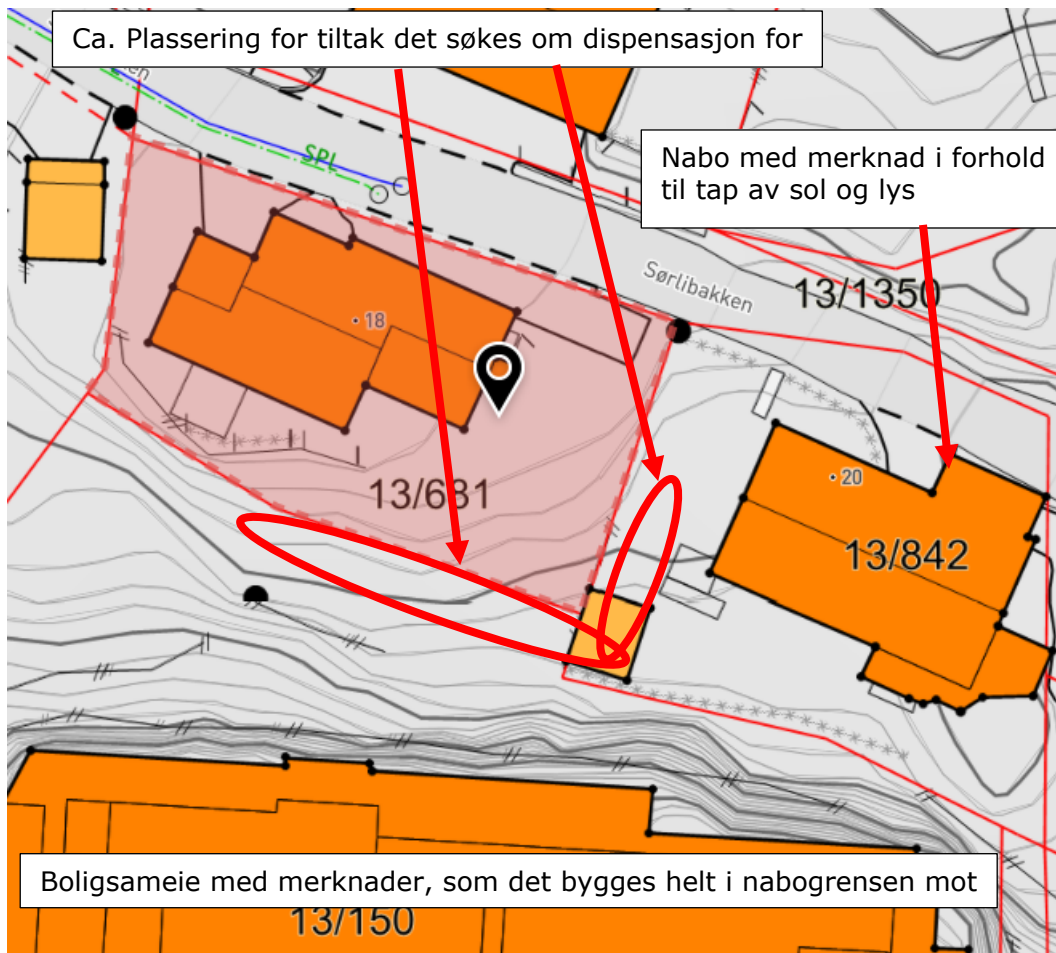 Ca. Plassering for tiltak det søkes om dispensasjon for
en
SPL
Nabo med merknad i forhold
til tap av sol og lys
Sørlibakken
13/1350
18
20
13/681
13/842
Boligsameie med merknader, som det bygges helt i nabogrensen mot
13/150